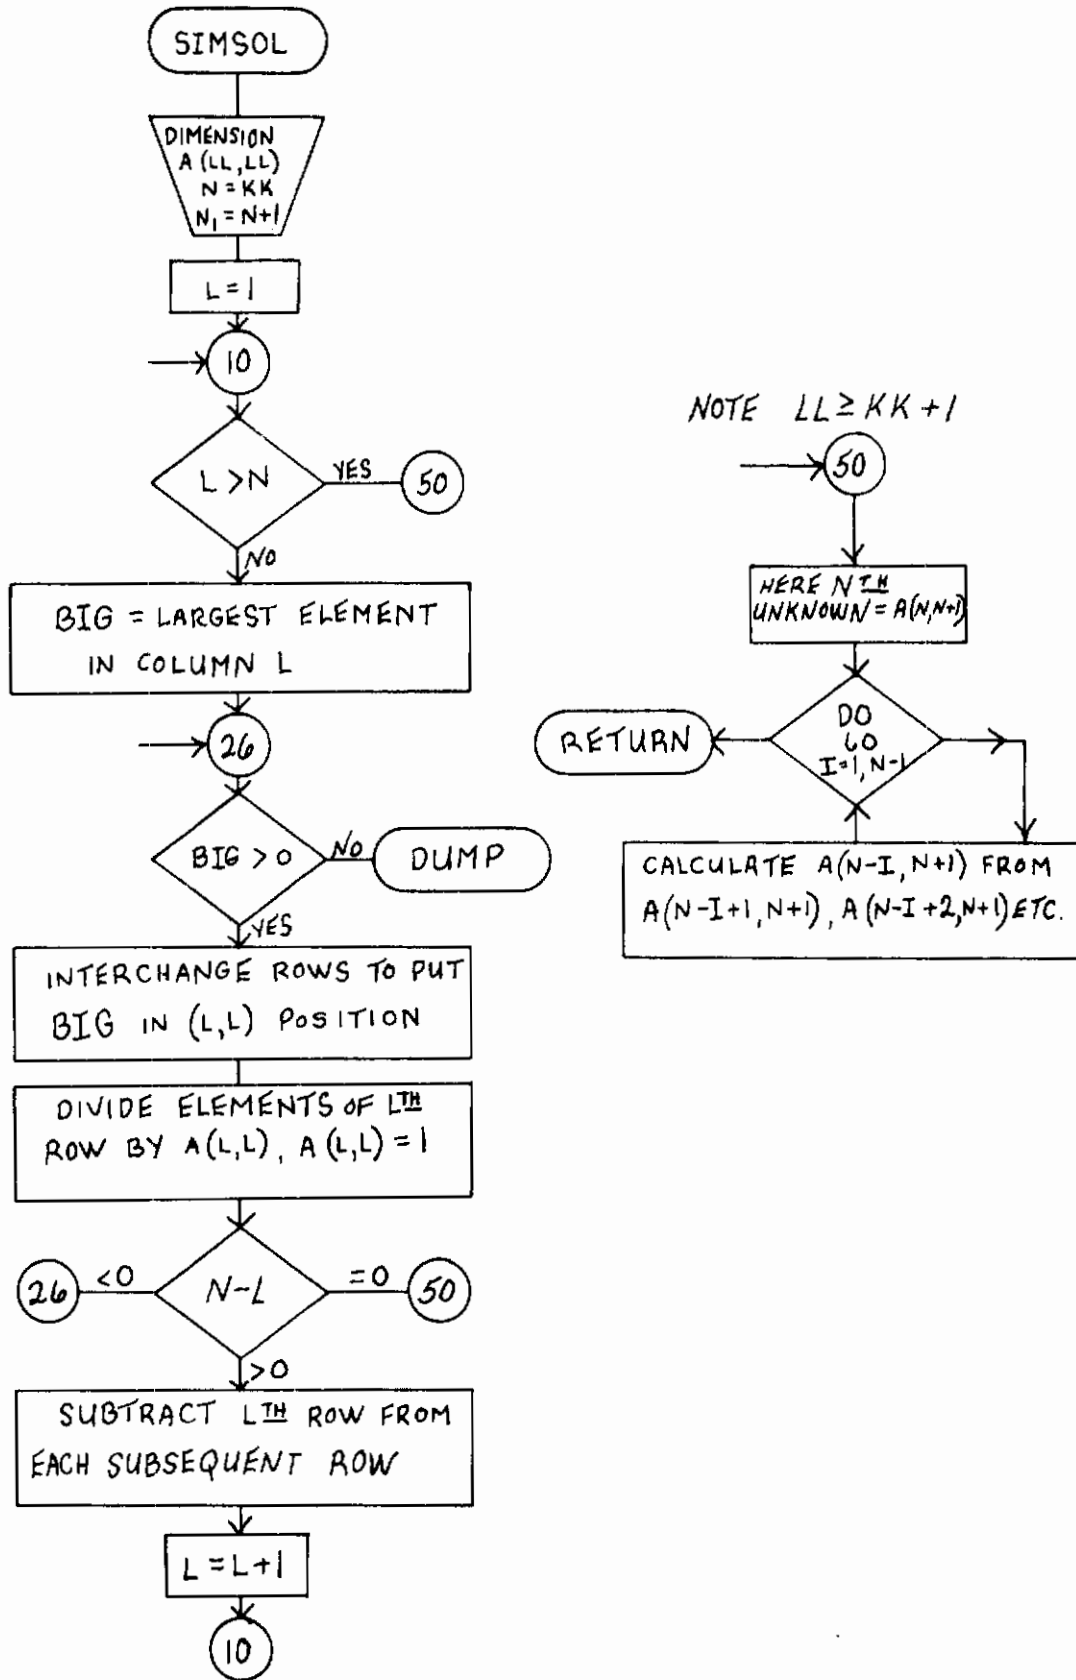 SIMSOL
DIMENSION
A(LL,LL)
N=KK
N₁=N+1
L=1
10
L>N
YES
50
NO
BIG = LARGEST ELEMENT
IN COLUMN L
26
BIG > 0
NO
DUMP
YES
INTERCHANGE ROWS TO PUT
BIG IN (L,L) POSITION
DIVIDE ELEMENTS OF LTH
ROW BY A(L,L), A(L,L)=1
N-L
<0
26
=0
50
>0
SUBTRACT LTH ROW FROM
EACH SUBSEQUENT ROW
L=L+1
10
NOTE LL≥KK+1
50
HERE NTH
UNKNOWN=A(N,N+1)
DO
60
I=1,N-1
RETURN
CALCULATE A(N-I,N+1) FROM
A(N-I+1,N+1), A(N-I+2,N+1) ETC.